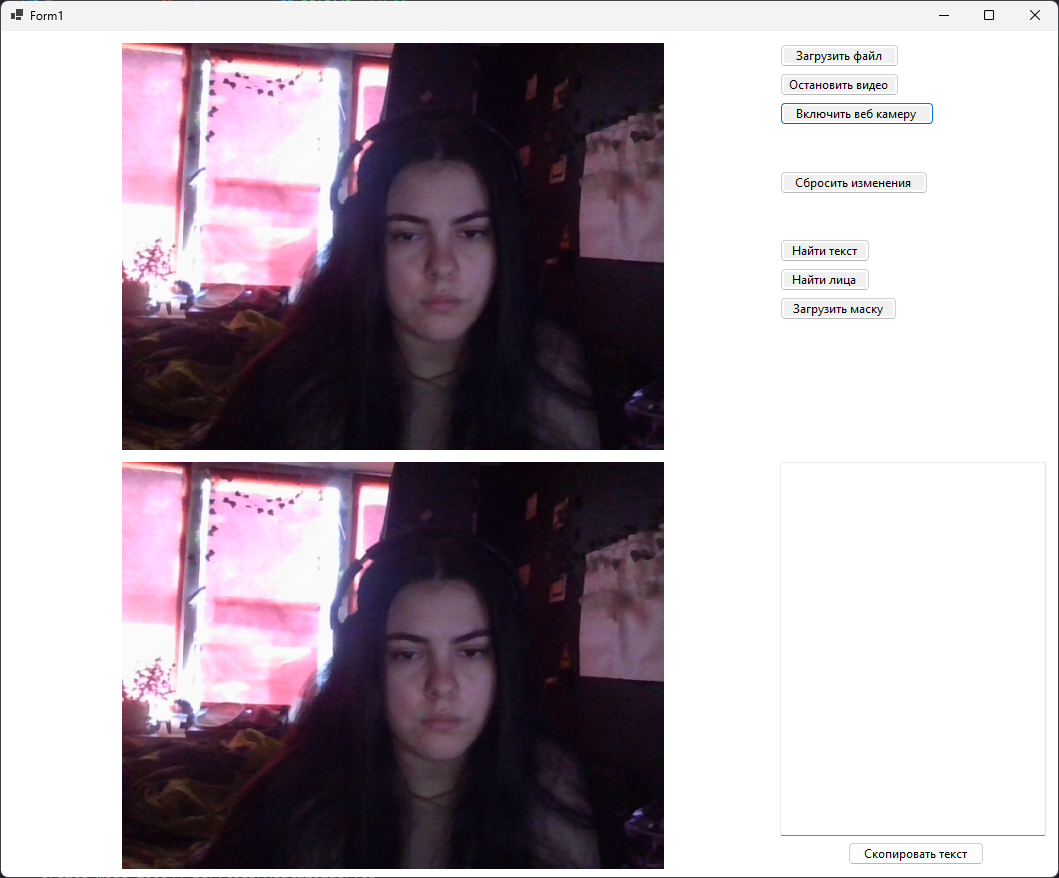 Form1
Загрузить файл
Остановить видео
Включить веб камеру
Сбросить изменения
Найти текст
Найти лица
Загрузить маску
Скопировать текст